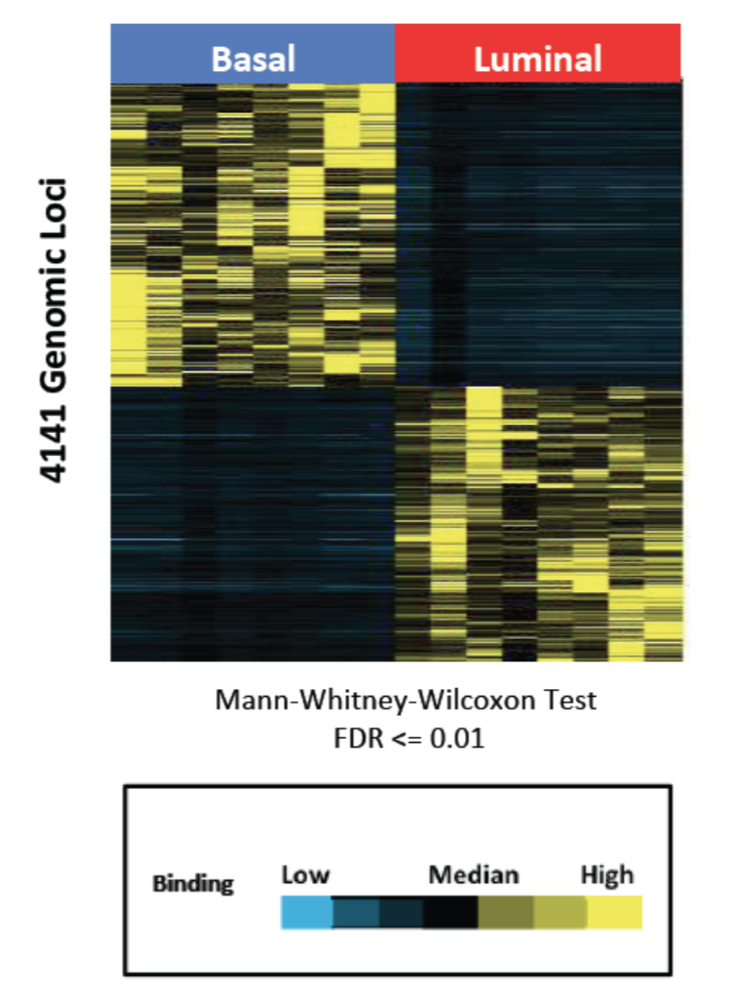 Basal Luminal
4141 Genomic Loci
Mann-Whitney-Wilcoxon Test
FDR <= 0.01
Low Median High
Binding